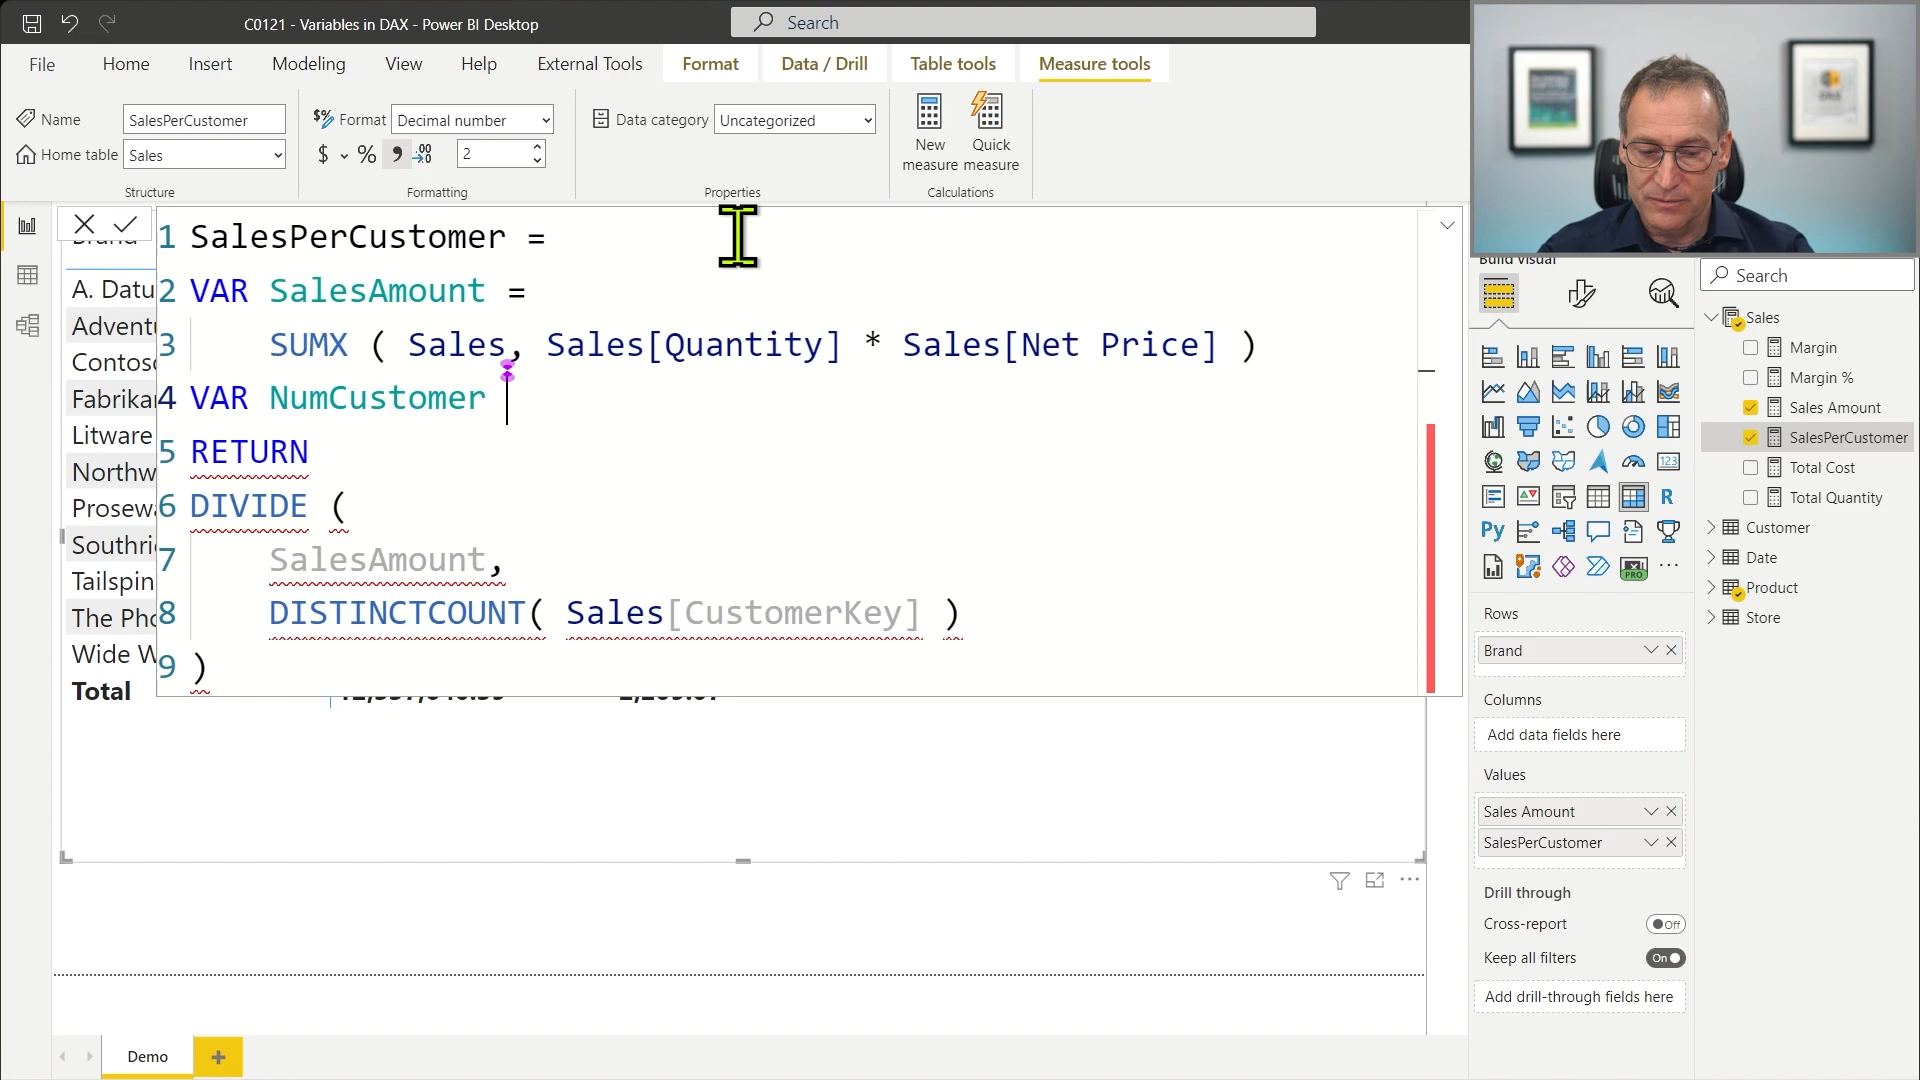 C0121 - Variables in DAX - Power BI Desktop
Search
File
Home
Insert
Modeling
View
Help
External Tools
Format
Data / Drill
Table tools
Measure tools
Name
SalesPerCustomer
Home table
Sales
Structure
Format
Decimal number
$
%
2
Formatting
Data category
Uncategorized
Properties
New measure
Quick measure
Calculations
1 SalesPerCustomer =
2 VAR SalesAmount =
3 SUMX ( Sales, Sales[Quantity] * Sales[Net Price] )
4 VAR NumCustomer
5 RETURN
6 DIVIDE (
7 SalesAmount,
8 DISTINCTCOUNT( Sales[CustomerKey] )
9 )
A. Datu
Advent
Contos
Fabrika
Litware
Northw
Prosew
Southri
Tailspin
The Pho
Wide W
Total
Demo
Build visual
Py
R
123
PRO
Rows
Brand
Columns
Add data fields here
Values
Sales Amount
SalesPerCustomer
Drill through
Cross-report
Off
Keep all filters
On
Add drill-through fields here
Search
Sales
Margin
Margin %
Sales Amount
SalesPerCustomer
Total Cost
Total Quantity
Customer
Date
Product
Store